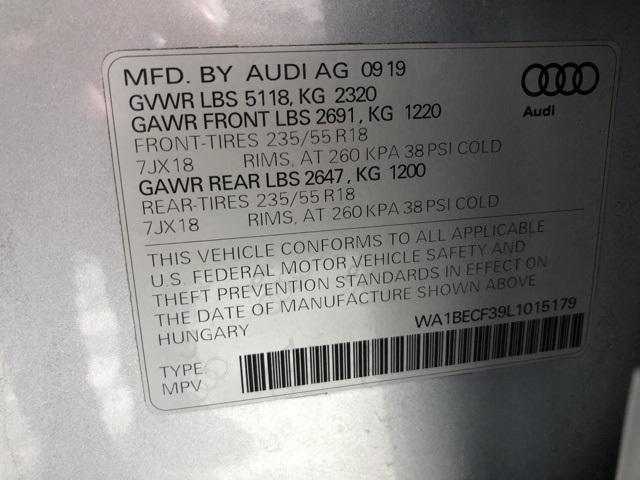 MFD. BY AUDI AG 09 19
GVWR LBS 5118, KG 2320
GAWR FRONT LBS 2691, KG 1220
FRONT-TIRES 235/55 R18
7JX18 RIMS, AT 260 KPA 38 PSI COLD
GAWR REAR LBS 2647, KG 1200
REAR-TIRES 235/55 R18
7JX18 RIMS, AT 260 KPA 38 PSI COLD
Audi
THIS VEHICLE CONFORMS TO ALL APPLICABLE
U.S. FEDERAL MOTOR VEHICLE SAFETY AND
THEFT PREVENTION STANDARDS IN EFFECT ON
THE DATE OF MANUFACTURE SHOWN ABOVE
HUNGARY
WA1BECF39L1015179
TYPE:
MPV